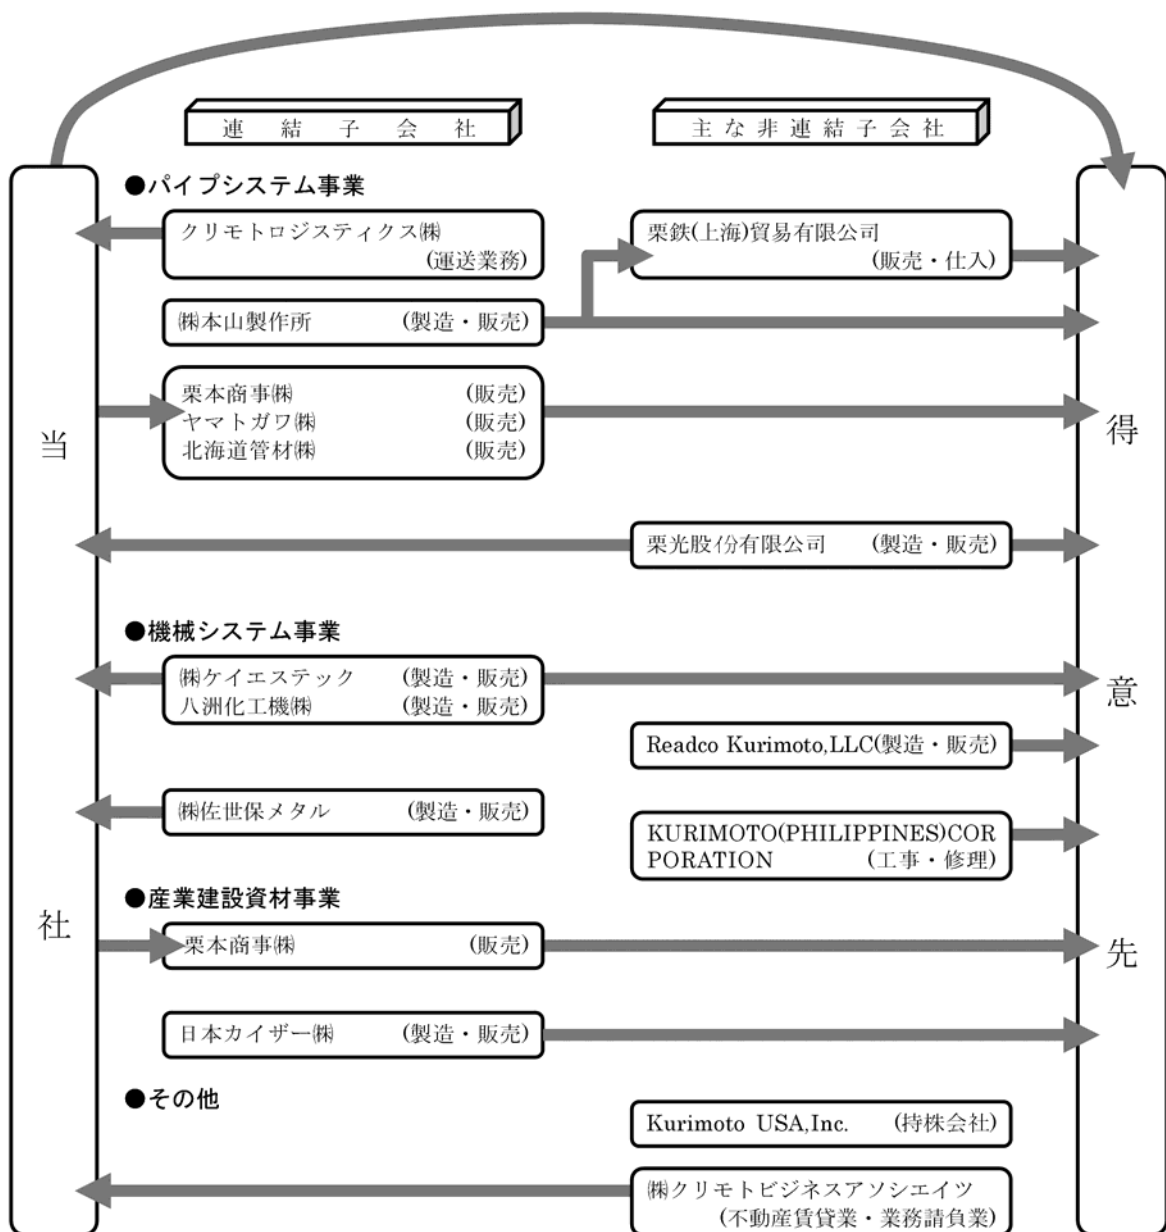 連結子会社
主な非連結子会社
当社
得意先
●パイプシステム事業
クリモトロジスティクス㈱
(運送業務)
栗鉄(上海)貿易有限公司
(販売・仕入)
㈱本山製作所 (製造・販売)
栗本商事㈱ (販売)
ヤマトガワ㈱ (販売)
北海道管材㈱ (販売)
栗光股份有限公司 (製造・販売)
●機械システム事業
㈱ケイエステック (製造・販売)
八洲化工機㈱ (製造・販売)
Readco Kurimoto,LLC(製造・販売)
㈱佐世保メタル (製造・販売)
KURIMOTO(PHILIPPINES)COR
PORATION (工事・修理)
●産業建設資材事業
栗本商事㈱ (販売)
日本カイザー㈱ (製造・販売)
●その他
Kurimoto USA,Inc. (持株会社)
㈱クリモトビジネスアソシエイツ
(不動産賃貸業・業務請負業)